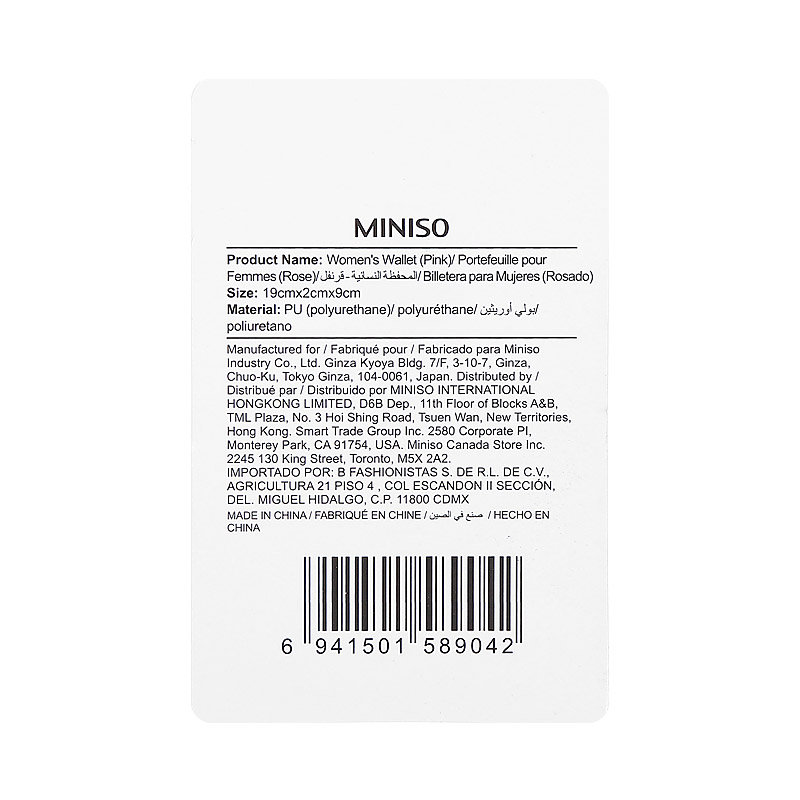 MINISO
Product Name: Women's Wallet (Pink)/ Portefeuille pour
Femmes (Rose)/المحفظة النسائية - قرنفل/ Billetera para Mujeres (Rosado)
Size: 19cmx2cmx9cm
Material: PU (polyurethane)/ polyuréthane/ بولي أوريثين/
poliuretano
Manufactured for / Fabriqué pour / Fabricado para Miniso
Industry Co., Ltd. Ginza Kyoya Bldg. 7/F, 3-10-7, Ginza,
Chuo-Ku, Tokyo Ginza, 104-0061, Japan. Distributed by /
Distribué par / Distribuido por MINISO INTERNATIONAL
HONGKONG LIMITED, D6B Dep., 11th Floor of Blocks A&B,
TML Plaza, No. 3 Hoi Shing Road, Tsuen Wan, New Territories,
Hong Kong. Smart Trade Group Inc. 2580 Corporate Pl,
Monterey Park, CA 91754, USA. Miniso Canada Store Inc.
2245 130 King Street, Toronto, M5X 2A2.
IMPORTADO POR: B FASHIONISTAS S. DE R.L. DE C.V.,
AGRICULTURA 21 PISO 4 , COL ESCANDON II SECCIÓN,
DEL. MIGUEL HIDALGO, C.P. 11800 CDMX
MADE IN CHINA / FABRIQUÉ EN CHINE / صنع في الصين / HECHO EN
CHINA
6 941501 589042